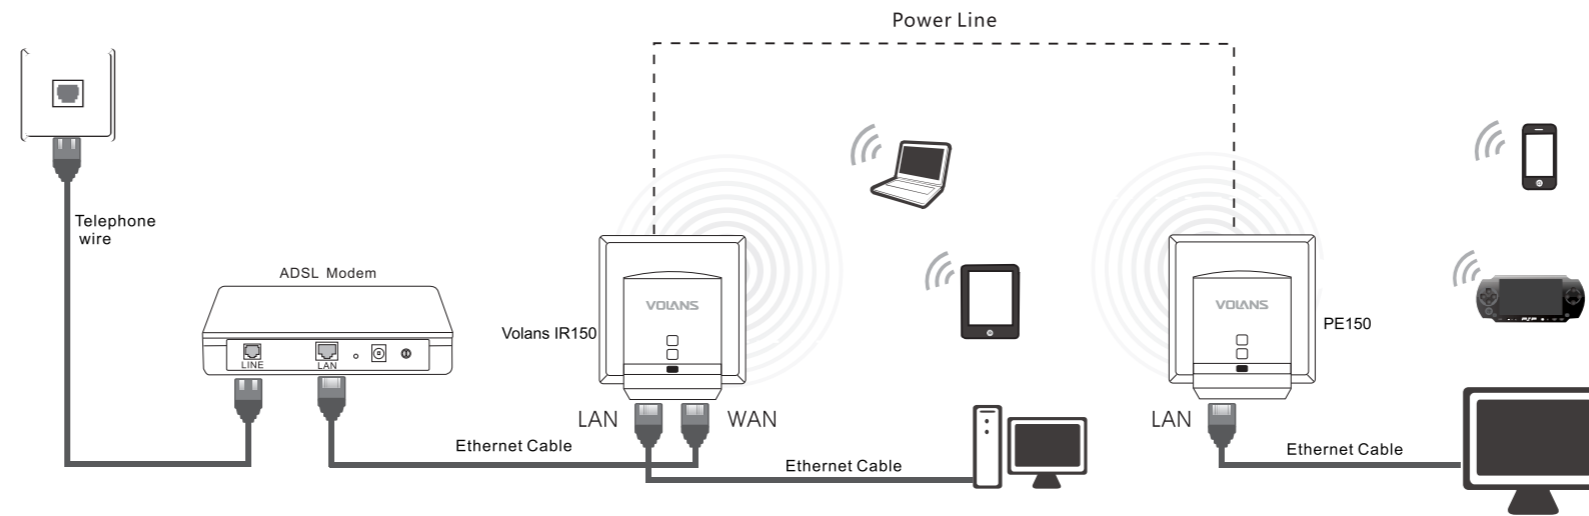 Power Line
Telephone
wire
ADSL Modem
LINE
LAN
Volans IR150
VOLANS
LAN
WAN
Ethernet Cable
Ethernet Cable
VOLANS
PE150
LAN
Ethernet Cable